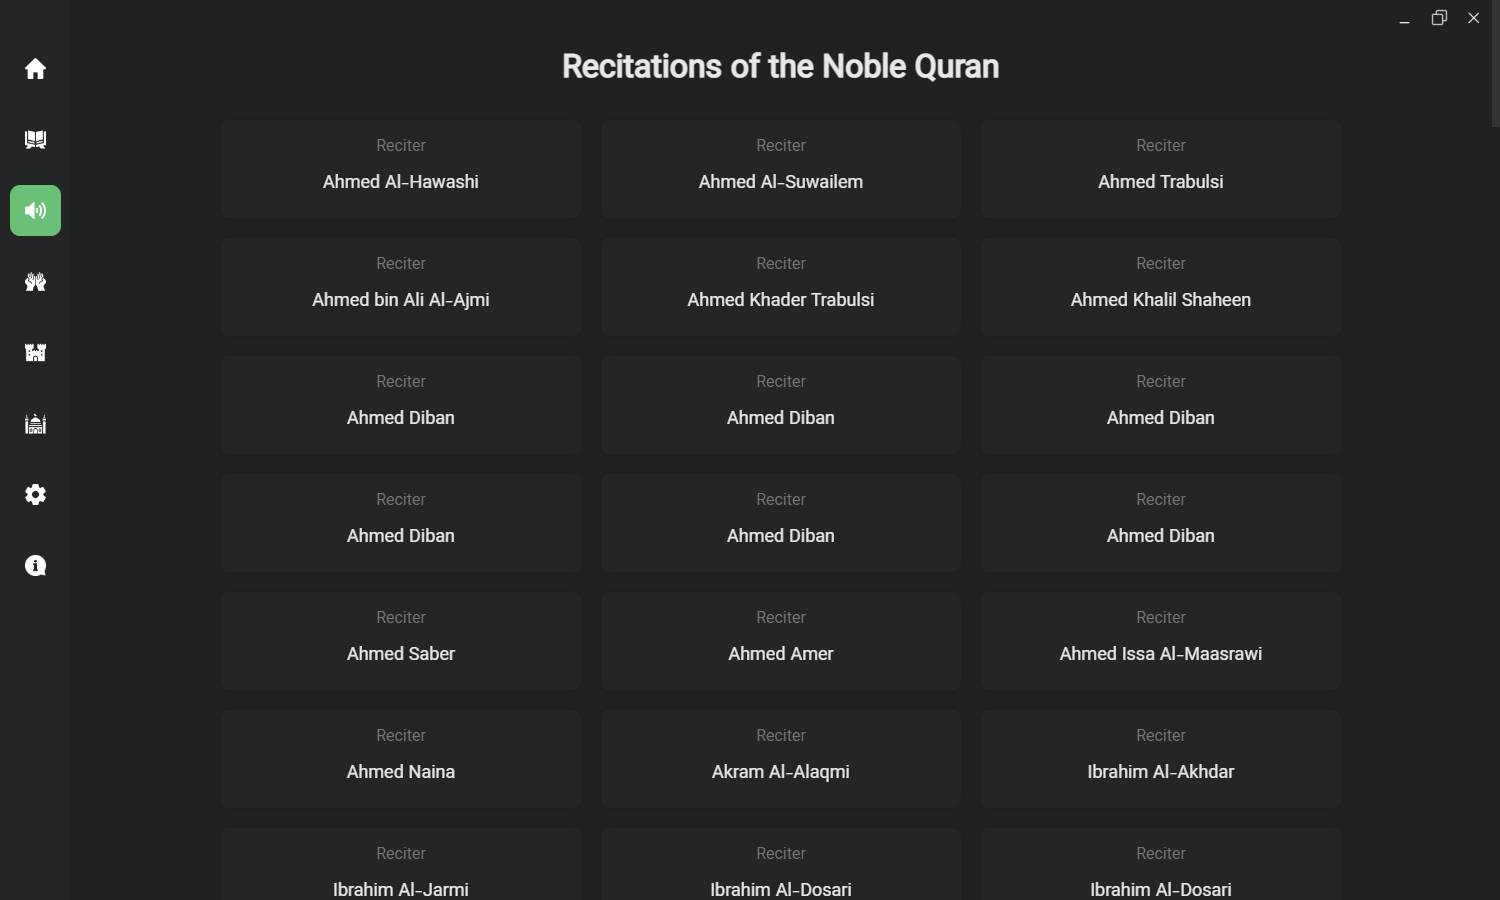 Recitations of the Noble Quran
Reciter
Ahmed Al-Hawashi
Reciter
Ahmed Al-Suwailem
Reciter
Ahmed Trabulsi
Reciter
Ahmed bin Ali Al-Ajmi
Reciter
Ahmed Khader Trabulsi
Reciter
Ahmed Khalil Shaheen
Reciter
Ahmed Diban
Reciter
Ahmed Diban
Reciter
Ahmed Diban
Reciter
Ahmed Diban
Reciter
Ahmed Diban
Reciter
Ahmed Diban
Reciter
Ahmed Saber
Reciter
Ahmed Amer
Reciter
Ahmed Issa Al-Maasrawi
Reciter
Ahmed Naina
Reciter
Akram Al-Alaqmi
Reciter
Ibrahim Al-Akhdar
Reciter
Ibrahim Al-Jarmi
Reciter
Ibrahim Al-Dosari
Reciter
Ibrahim Al-Dosari